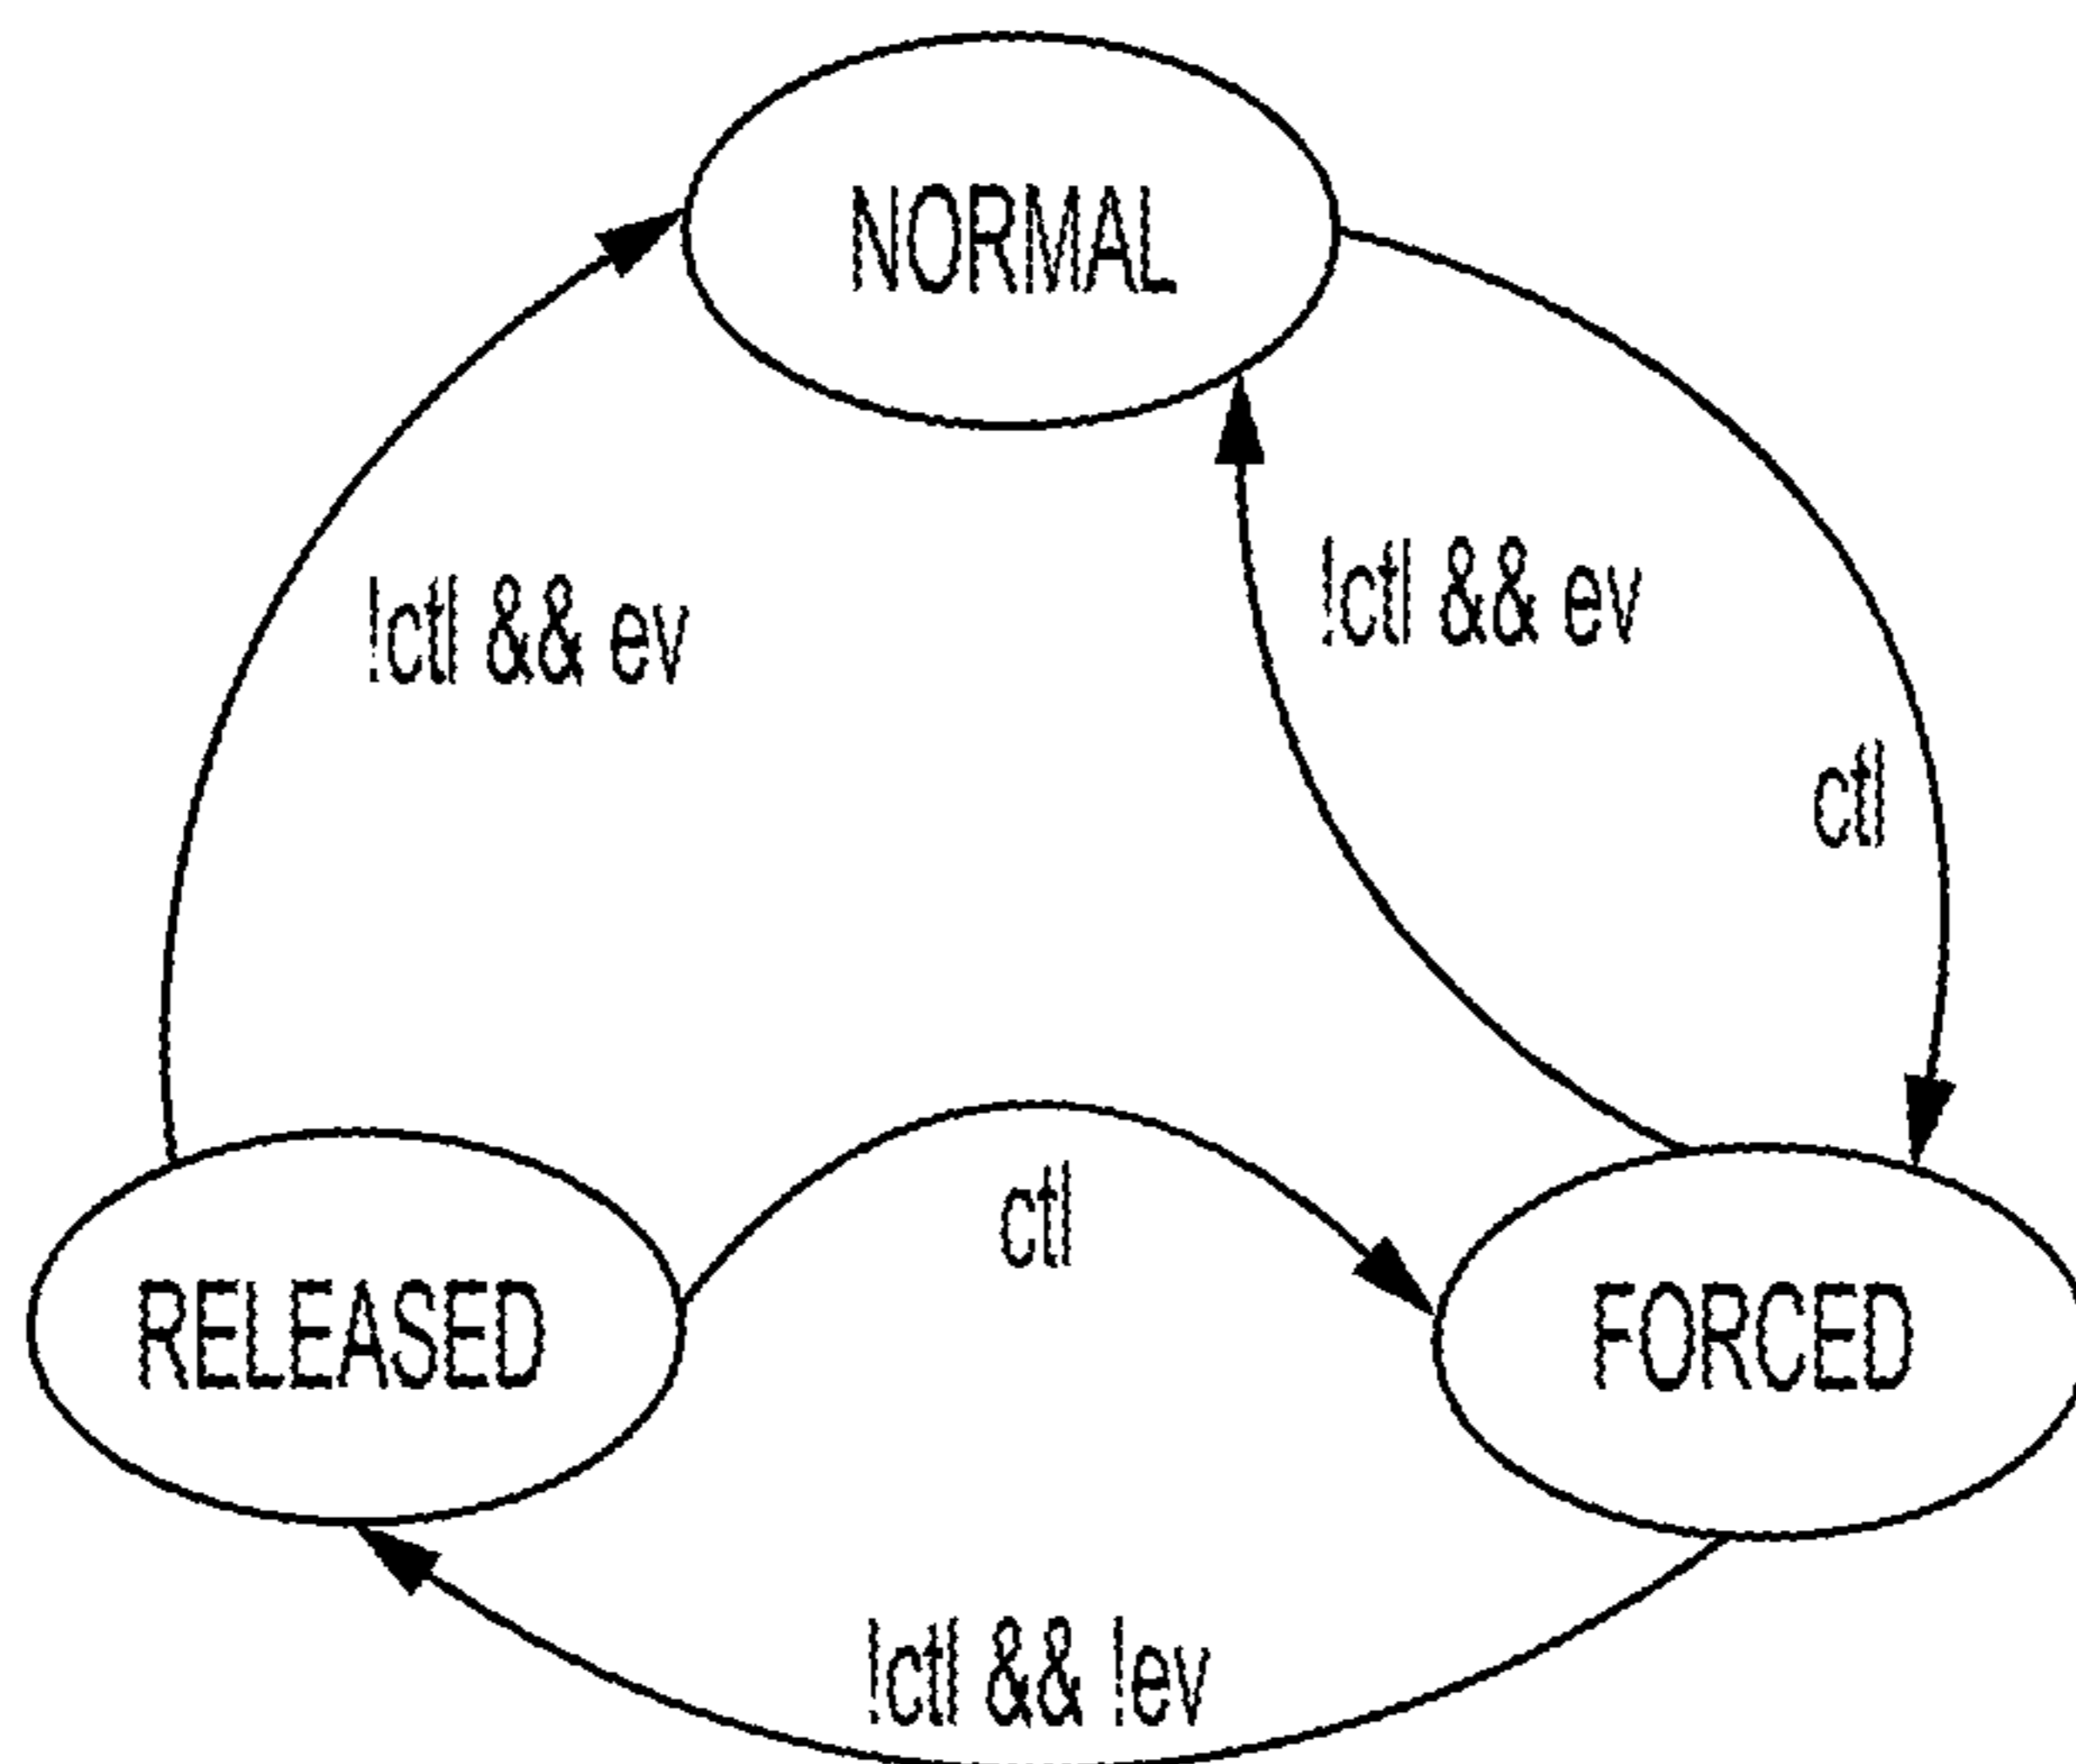 NORMAL
!ctl && ev
!ctl && ev
ctl
ctl
RELEASED
FORCED
!ctl && !ev